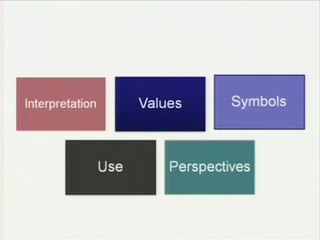 Interpretation
Values
Symbols
Use
Perspectives